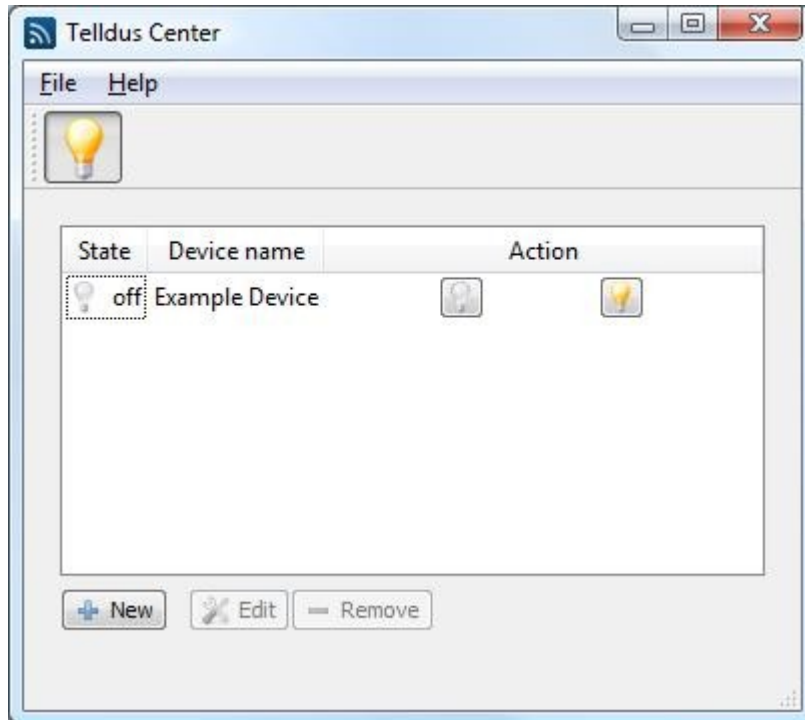 Telldus Center
File Help
State Device name Action
off Example Device
New Edit Remove